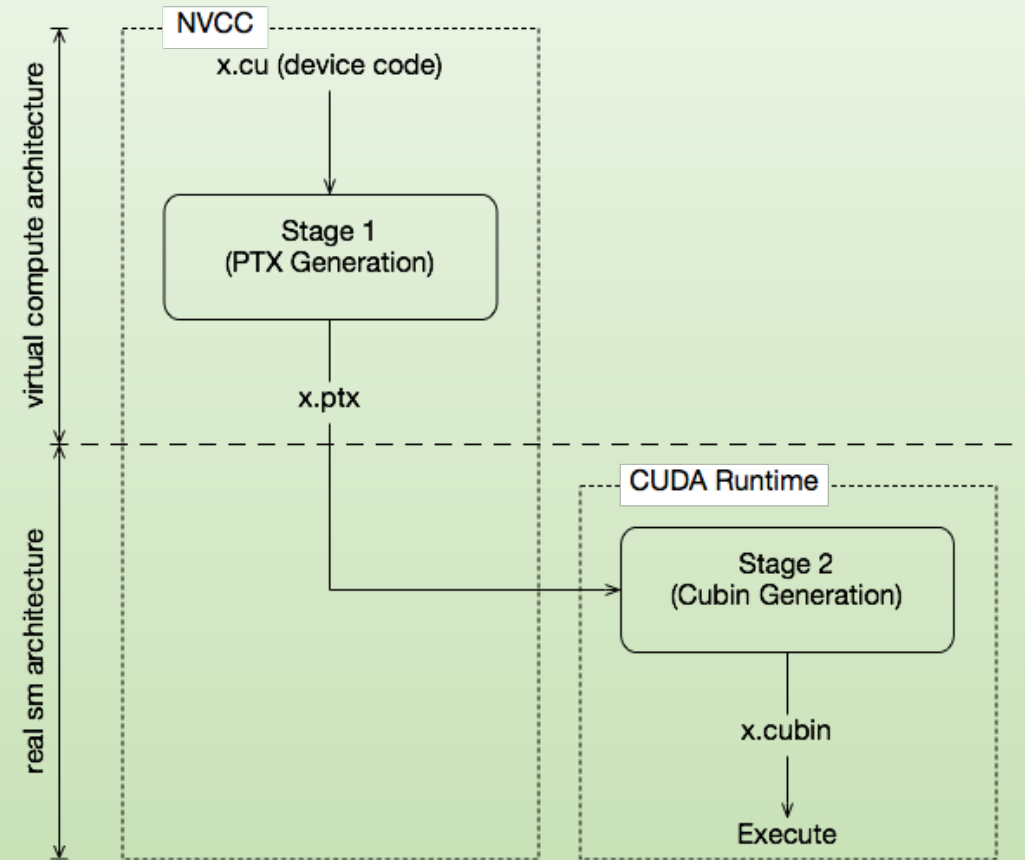 NVCC
x.cu (device code)
virtual compute architecture
Stage 1
(PTX Generation)
x.ptx
CUDA Runtime
real sm architecture
Stage 2
(Cubin Generation)
x.cubin
Execute